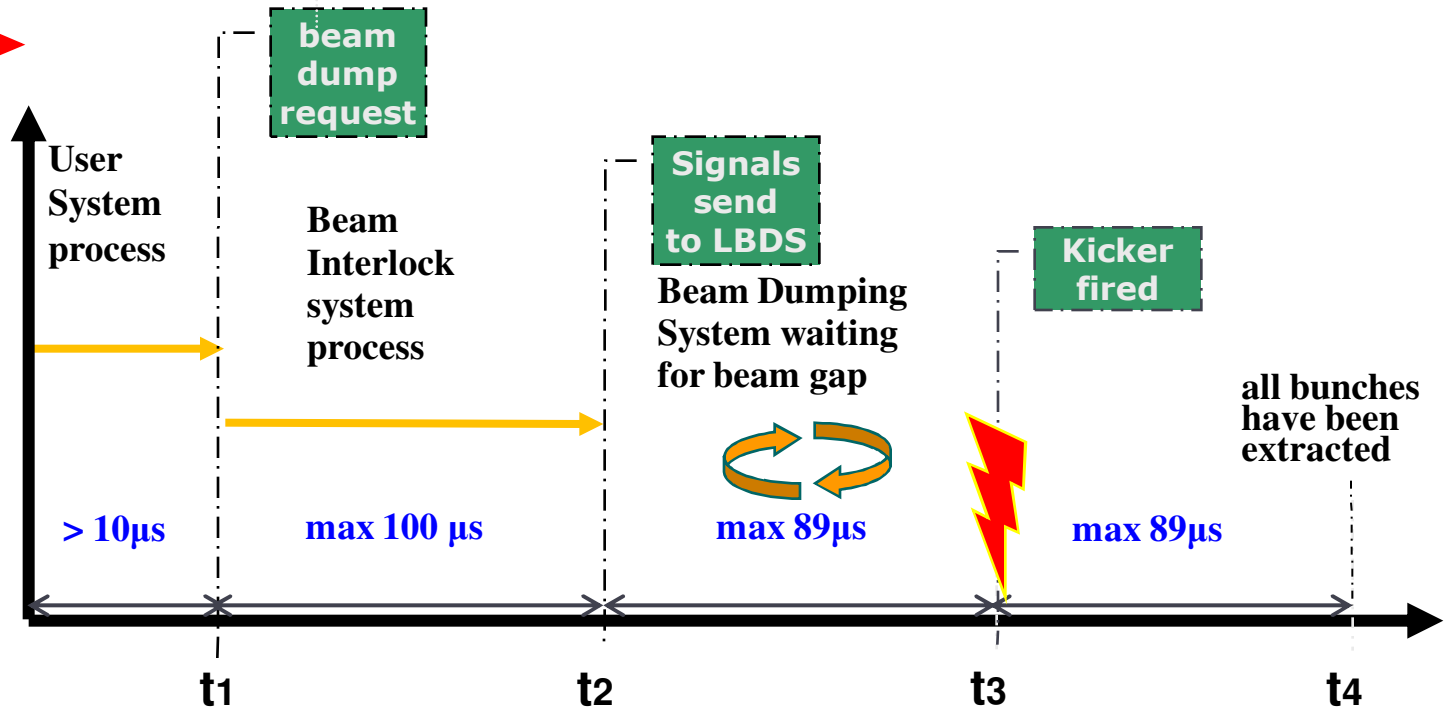 beam
dump
request
User
System
process
Beam
Interlock
system
process
Signals
send
to LBDS
Beam Dumping
System waiting
for beam gap
Kicker
fired
all bunches
have been
extracted
> 10µs
max 100 µs
max 89µs
max 89µs
t1
t2
t3
t4